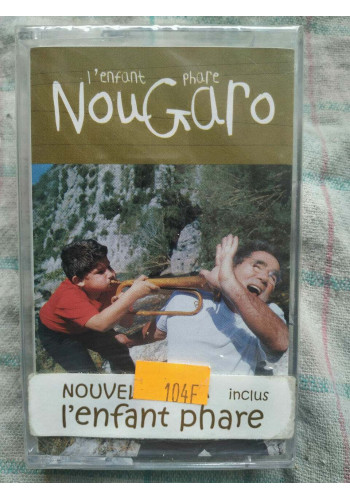 l'enfant phare
NouGaro
NOUVEL inclus
104F
l'enfant phare